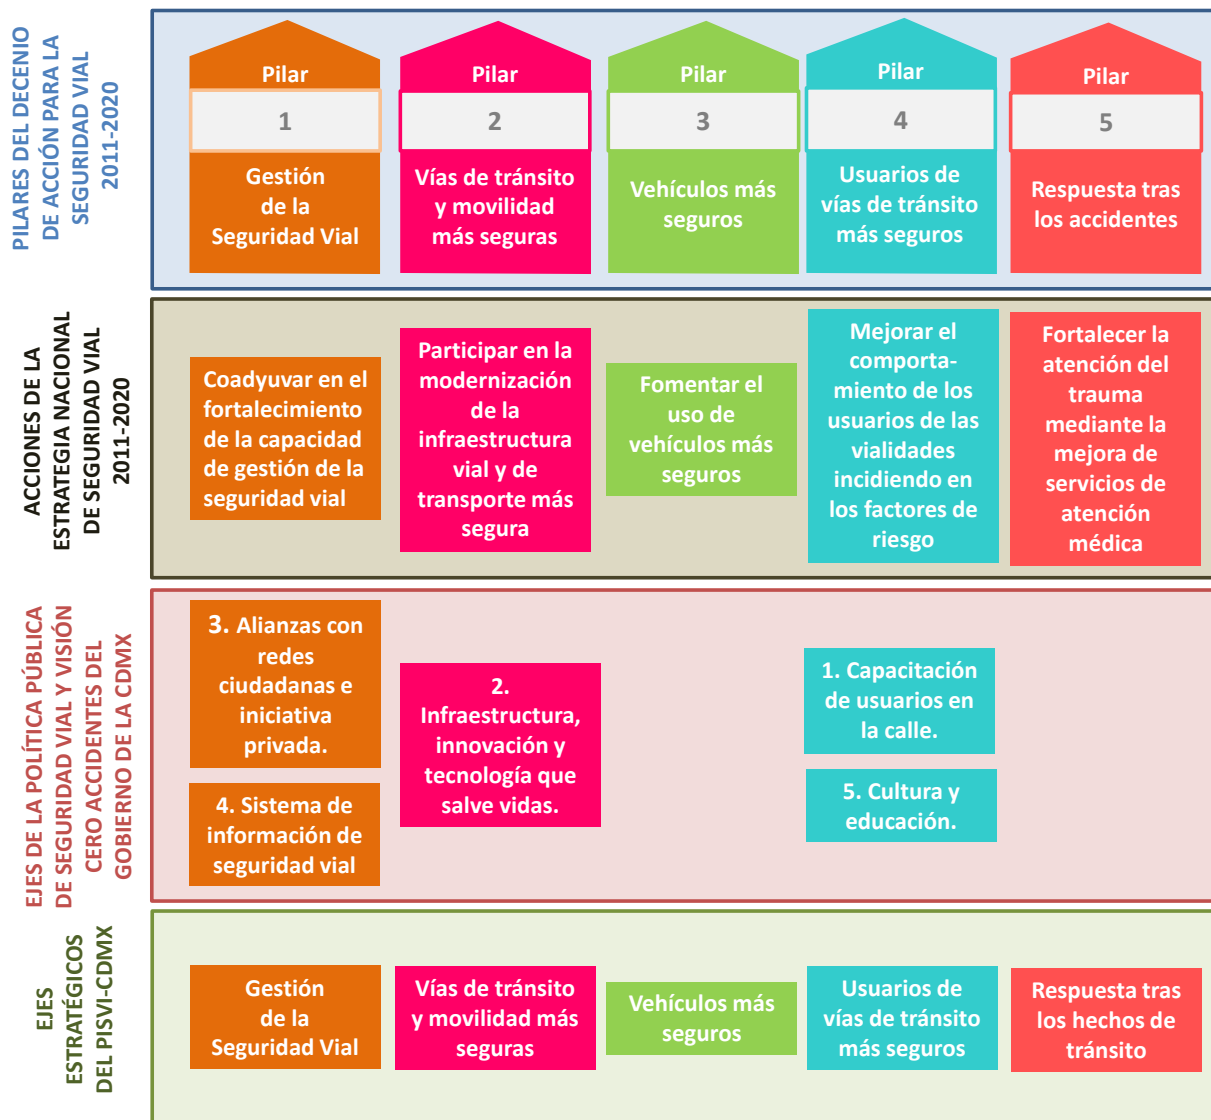 PILARES DEL DECENIO
DE ACCIÓN PARA LA
SEGURIDAD VIAL
2011-2020
Pilar
1
Gestión
de la
Seguridad Vial
Pilar
2
Vías de tránsito
y movilidad
más seguras
Pilar
3
Vehículos más
seguros
Pilar
4
Usuarios de
vías de tránsito
más seguros
Pilar
5
Respuesta tras
los accidentes
ACCIONES DE LA
ESTRATEGIA NACIONAL
DE SEGURIDAD VIAL
2011-2020
Coadyuvar en el
fortalecimiento
de la capacidad
de gestión de la
seguridad vial
Participar en la
modernización
de la
infraestructura
vial y de
transporte más
segura
Fomentar el
uso de
vehículos más
seguros
Mejorar el
comporta-
miento de los
usuarios de las
vialidades
incidiendo en
los factores de
riesgo
Fortalecer la
atención del
trauma
mediante la
mejora de
servicios de
atención
médica
EJES DE LA POLÍTICA PÚBLICA
DE SEGURIDAD VIAL Y VISIÓN
CERO ACCIDENTES DEL
GOBIERNO DE LA CDMX
3. Alianzas con
redes
ciudadanas e
iniciativa
privada.
4. Sistema de
información de
seguridad vial
2.
Infraestructura,
innovación y
tecnología que
salve vidas.
1. Capacitación
de usuarios en
la calle.
5. Cultura y
educación.
EJES
ESTRATÉGICOS
DEL PISVI-CDMX
Gestión
de la
Seguridad Vial
Vías de tránsito
y movilidad más
seguras
Vehículos más
seguros
Usuarios de
vías de tránsito
más seguros
Respuesta tras
los hechos de
tránsito